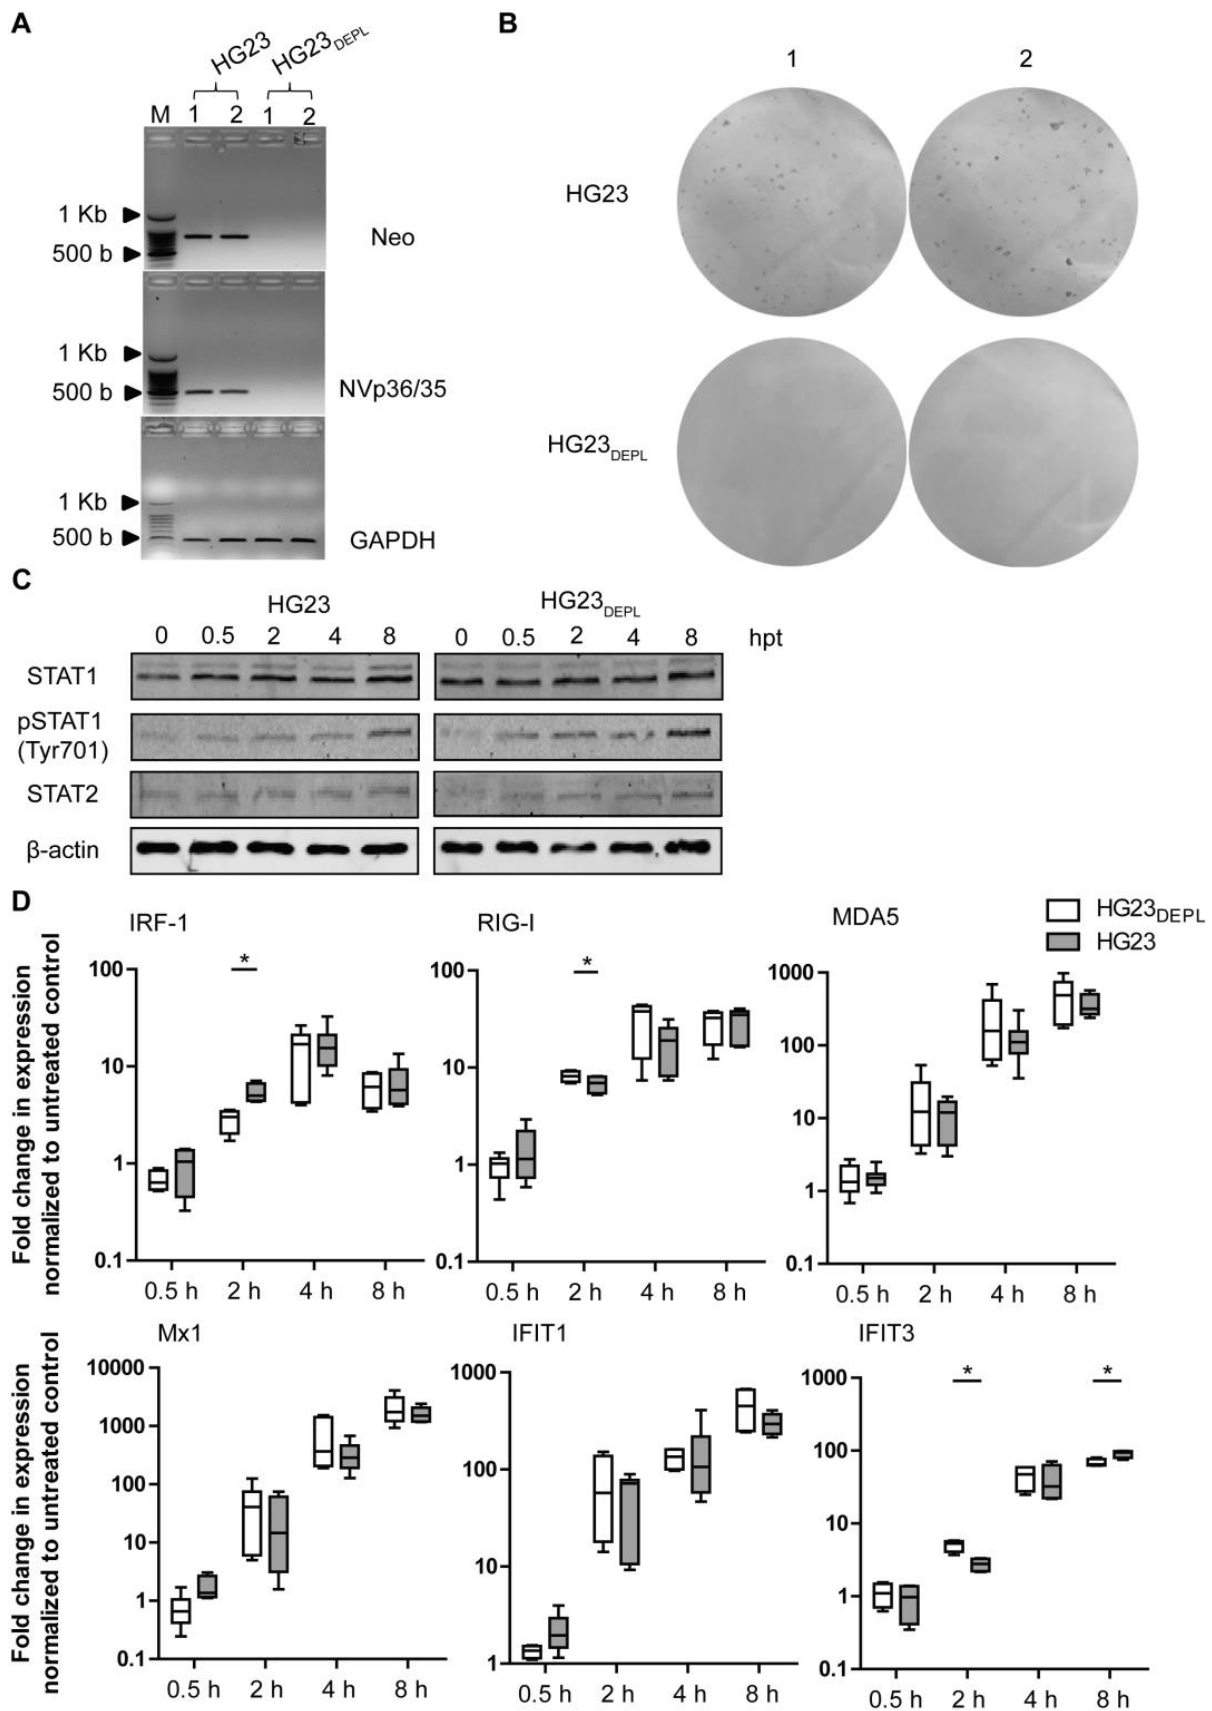 A
HG23 HG23DEPL
M 1 2 1 2
1 Kb
500 b
Neo
1 Kb
500 b
NVp36/35
1 Kb
500 b
GAPDH
B
1 2
HG23
HG23DEPL
C
HG23 HG23DEPL
0 0.5 2 4 8 0 0.5 2 4 8 hpt
STAT1
pSTAT1
(Tyr701)
STAT2
β-actin
D
HG23DEPL
HG23
Fold change in expression
normalized to untreated control
IRF-1
*
100
10
1
0.1
0.5 h 2 h 4 h 8 h
RIG-I
*
100
10
1
0.1
0.5 h 2 h 4 h 8 h
MDA5
1000
100
10
1
0.1
0.5 h 2 h 4 h 8 h
Fold change in expression
normalized to untreated control
Mx1
10000
1000
100
10
1
0.1
0.5 h 2 h 4 h 8 h
IFIT1
1000
100
10
1
0.5 h 2 h 4 h 8 h
IFIT3
* *
1000
100
10
1
0.1
0.5 h 2 h 4 h 8 h